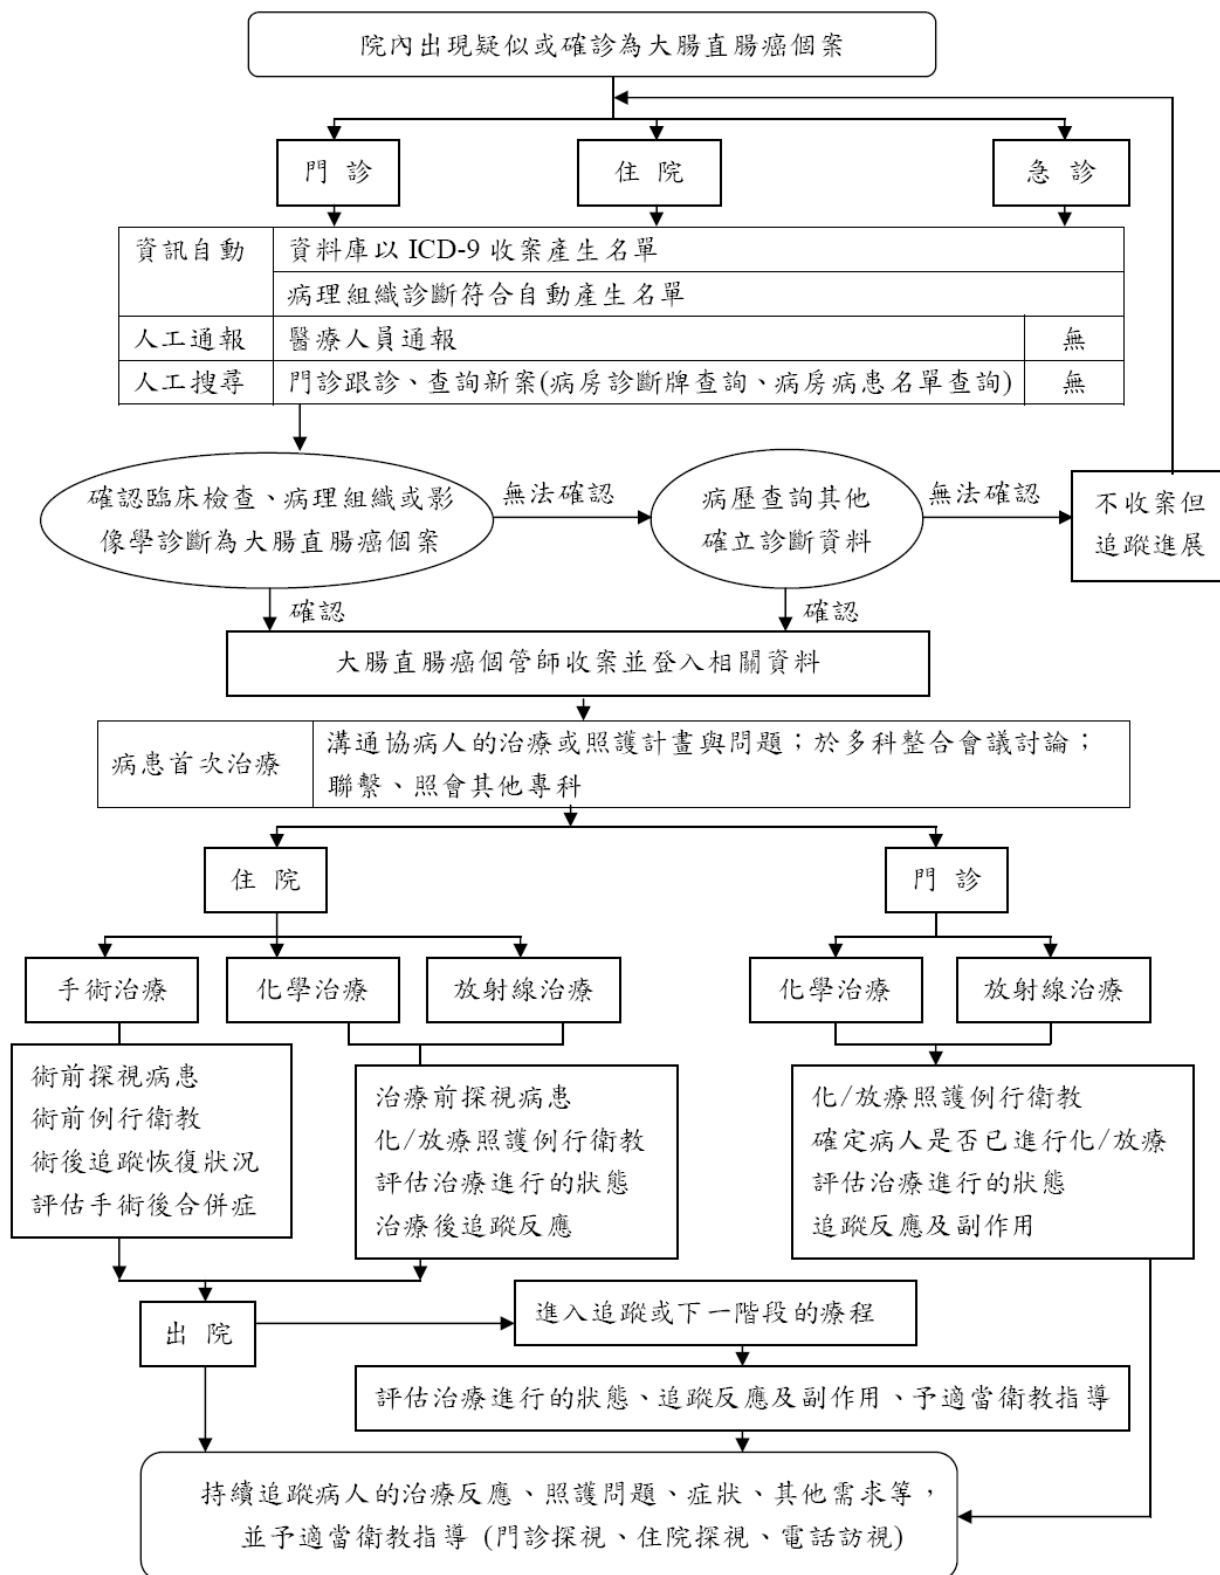 院內出現疑似或確診為大腸直腸癌個案
門 診
住 院
急 診
資訊自動
資料庫以 ICD-9 收案產生名單
病理組織診斷符合自動產生名單
人工通報
醫療人員通報
無
人工搜尋
門診跟診、查詢新案(病房診斷牌查詢、病房病患名單查詢)
無
確認臨床檢查、病理組織或影
像學診斷為大腸直腸癌個案
無法確認
病歷查詢其他
確立診斷資料
無法確認
不收案但
追蹤進展
確認
確認
大腸直腸癌個管師收案並登入相關資料
病患首次治療
溝通協病人的治療或照護計畫與問題；於多科整合會議討論；
聯繫、照會其他專科
住 院
門 診
手術治療
化學治療
放射線治療
化學治療
放射線治療
術前探視病患
術前例行衛教
術後追蹤恢復狀況
評估手術後合併症
治療前探視病患
化/放療照護例行衛教
評估治療進行的狀態
治療後追蹤反應
化/放療照護例行衛教
確定病人是否已進行化/放療
評估治療進行的狀態
追蹤反應及副作用
出 院
進入追蹤或下一階段的療程
評估治療進行的狀態、追蹤反應及副作用、予適當衛教指導
持續追蹤病人的治療反應、照護問題、症狀、其他需求等，
並予適當衛教指導 (門診探視、住院探視、電話訪視)